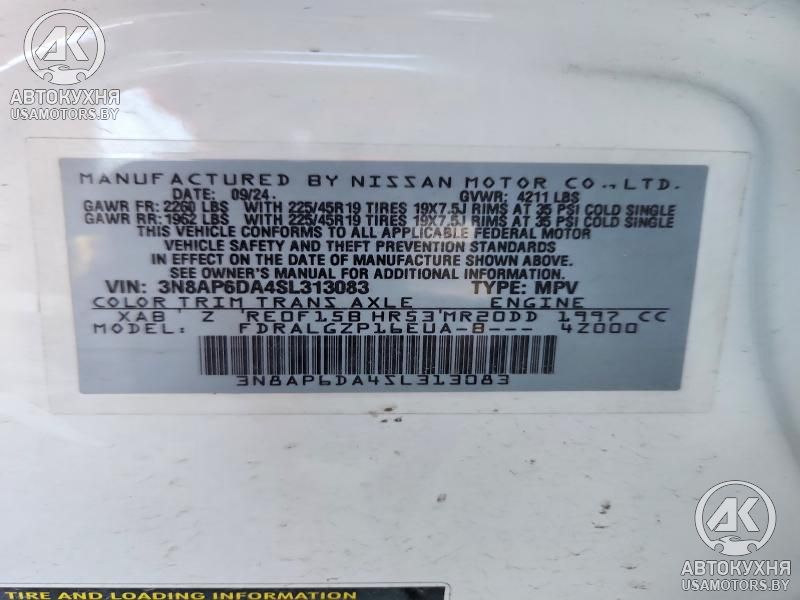 AK
АВТОКУХНЯ
USAMOTORS.BY
MANUFACTURED BY NISSAN MOTOR CO., LTD.
DATE: 09/24 GVWR: 4211 LBS
GAWR FR: 2260 LBS WITH 225/45R19 TIRES 19X7.5J RIMS AT 35 PSI COLD SINGLE
GAWR RR: 1962 LBS WITH 225/45R19 TIRES 19X7.5J RIMS AT 35 PSI COLD SINGLE
THIS VEHICLE CONFORMS TO ALL APPLICABLE FEDERAL MOTOR
VEHICLE SAFETY AND THEFT PREVENTION STANDARDS
IN EFFECT ON THE DATE OF MANUFACTURE SHOWN ABOVE.
SEE OWNER'S MANUAL FOR ADDITIONAL INFORMATION.
VIN: 3N8AP6DA4SL313083 TYPE: MPV
COLOR TRIM TRANS AXLE ENGINE
XAB Z RE0F15B HR53 MR20DD 1997 CC
FDRALGZP16EUA-B--- 4Z000
3N8AP6DA4SL313083
AK
АВТОКУХНЯ
USAMOTORS.BY
TIRE AND LOADING INFORMATION